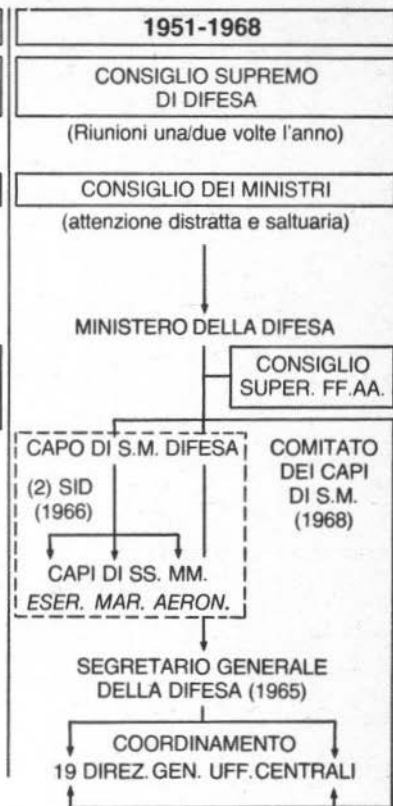 1951-1968
CONSIGLIO SUPREMO
DI DIFESA
(Riunioni una/due volte l'anno)
CONSIGLIO DEI MINISTRI
(attenzione distratta e saltuaria)
MINISTERO DELLA DIFESA
CONSIGLIO
SUPER. FF.AA.
CAPO DI S.M. DIFESA
(2) SID
(1966)
CAPI DI SS. MM.
ESER. MAR. AERON.
COMITATO
DEI CAPI
DI S.M.
(1968)
SEGRETARIO GENERALE
DELLA DIFESA (1965)
COORDINAMENTO
19 DIREZ. GEN. UFF. CENTRALI